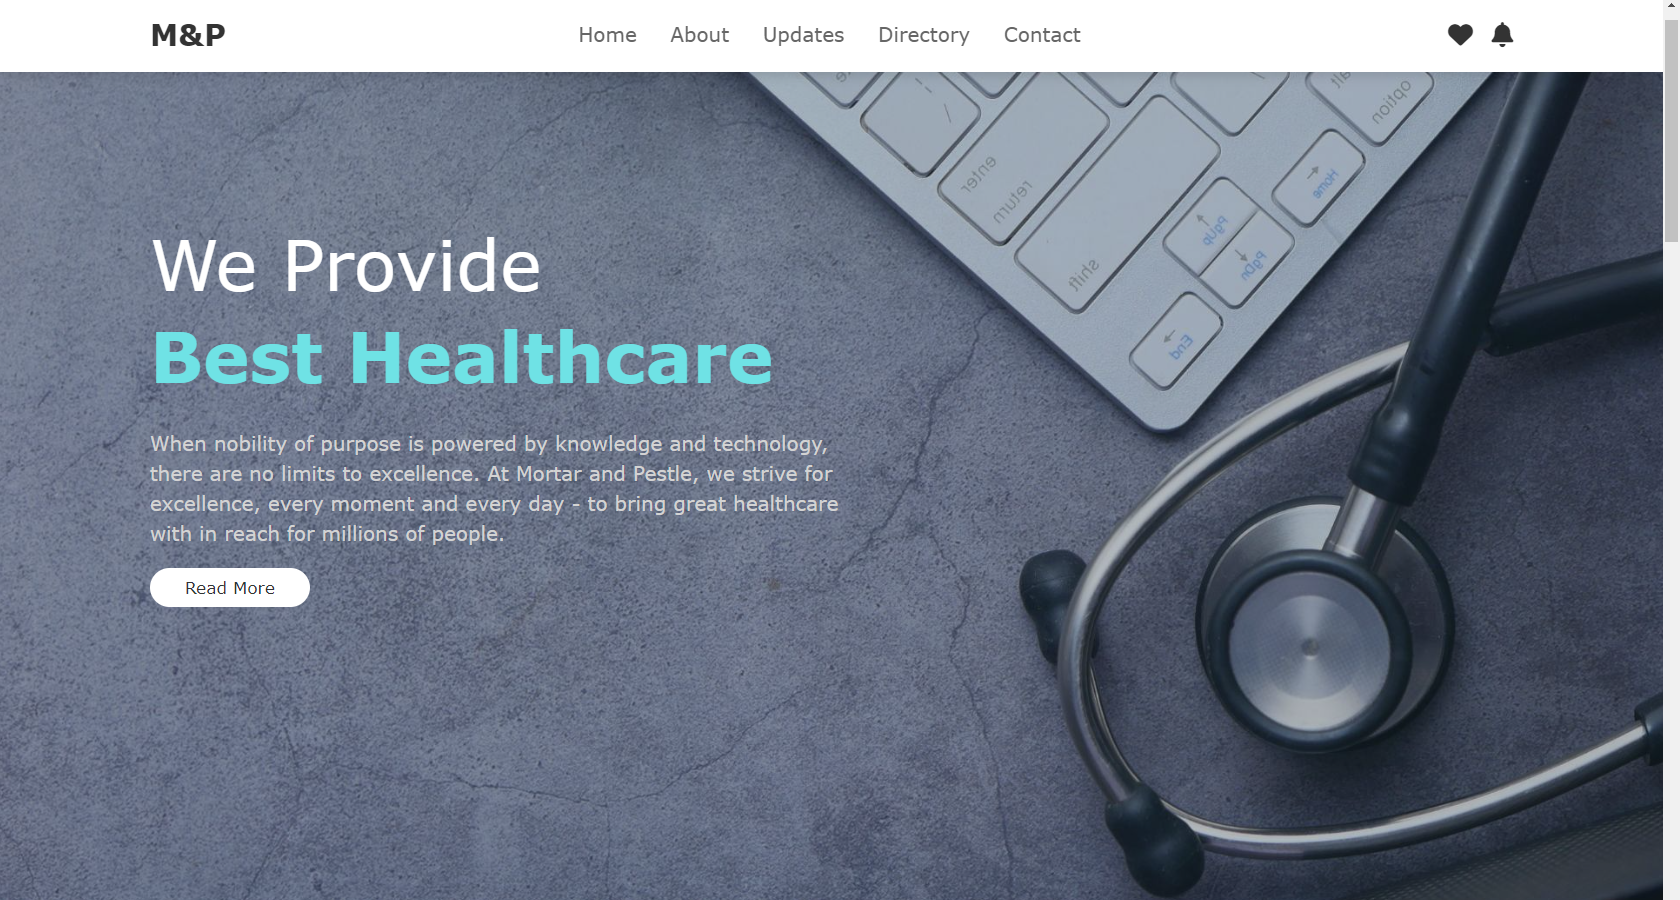 M&P
Home About Updates Directory Contact
We Provide
Best Healthcare
When nobility of purpose is powered by knowledge and technology,
there are no limits to excellence. At Mortar and Pestle, we strive for
excellence, every moment and every day - to bring great healthcare
with in reach for millions of people.
Read More
alt
option
enter
return
shift
Home
PgUp
PgDn
End